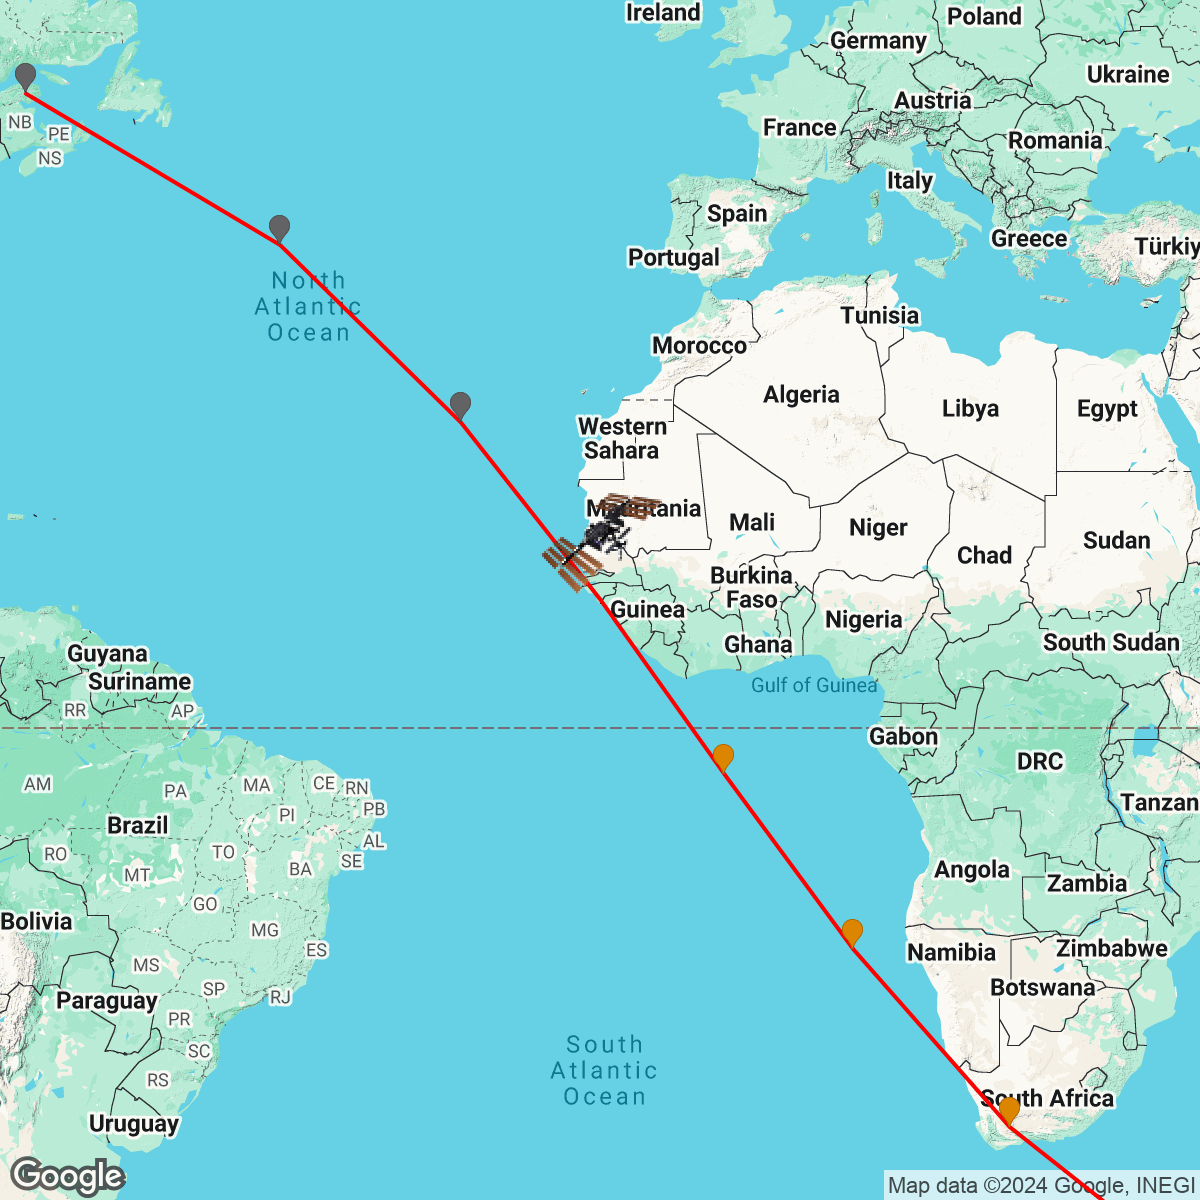 Ireland
Poland
Germany
Ukraine
Austria
France
NB
PE
Romania
NS
Italy
Spain
Greece
Türkiy
Portugal
North
Atlantic
Ocean
Tunisia
Morocco
Algeria
Libya
Egypt
Western
Sahara
Mali
Niger
Chad
Sudan
Burkina
Faso
Guinea
Nigeria
Ghana
South Sudan
Guyana
Suriname
Gulf of Guinea
RR
AP
Gabon
DRC
AM
PA
MA
CE
RN
PB
PI
Tanzan
Brazil
AL
RO
TO
SE
MT
BA
Angola
Zambia
GO
Bolivia
MG
ES
Namibia
Zimbabwe
MS
SP
RJ
Botswana
Paraguay
PR
SC
South
Atlantic
Ocean
RS
South Africa
Uruguay
Google
Map data ©2024 Google, INEGI